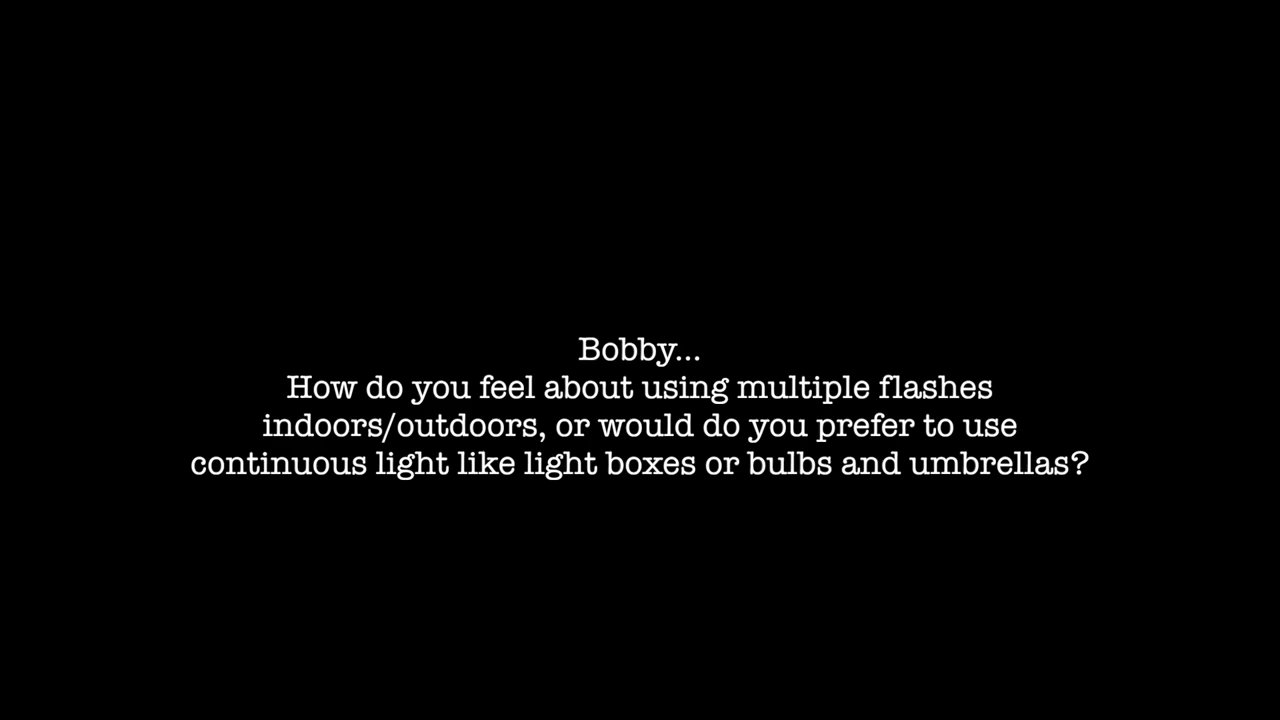 Bobby...
How do you feel about using multiple flashes
indoors/outdoors, or would do you prefer to use
continuous light like light boxes or bulbs and umbrellas?